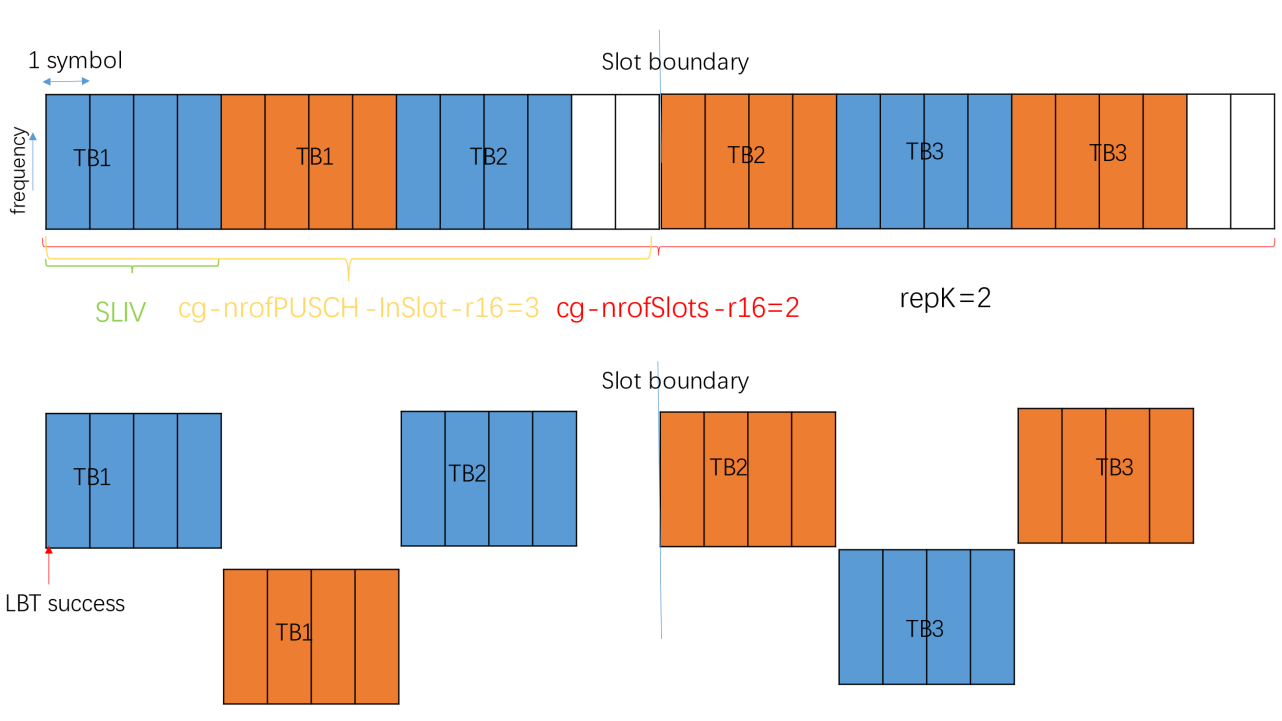 1 symbol
Slot boundary
frequency
TB1
TB1
TB2
TB2
TB3
TB3
SLIV
cg-nrofPUSCH-InSlot-r16=3
cg-nrofSlots-r16=2
repK=2
Slot boundary
TB1
TB2
TB2
TB3
LBT success
TB1
TB3